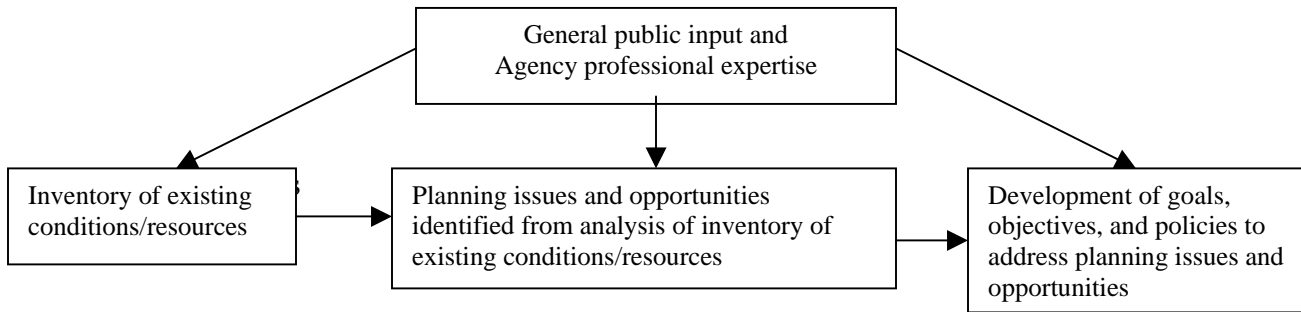 General public input and
Agency professional expertise
Inventory of existing
conditions/resources
Planning issues and opportunities
identified from analysis of inventory of
existing conditions/resources
Development of goals,
objectives, and policies to
address planning issues and
opportunities